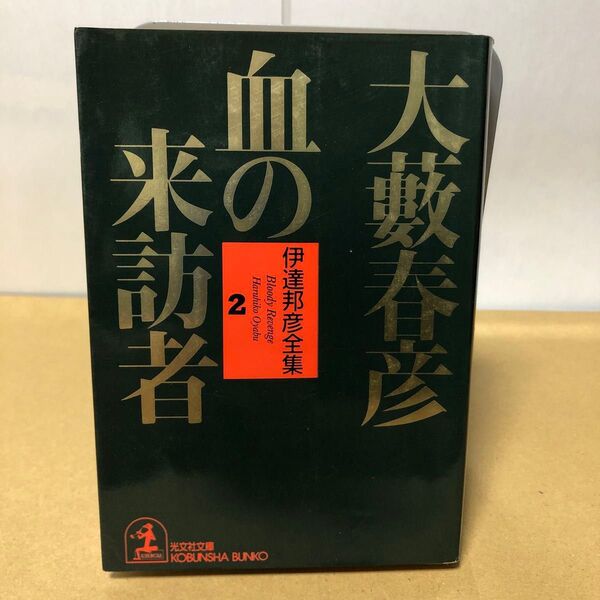 大藪春彦
血の
来訪者
伊達邦彦全集
Bloody Revenge
Haruhiko Oyabu
2
光文社文庫
KOBUNSHA BUNKO